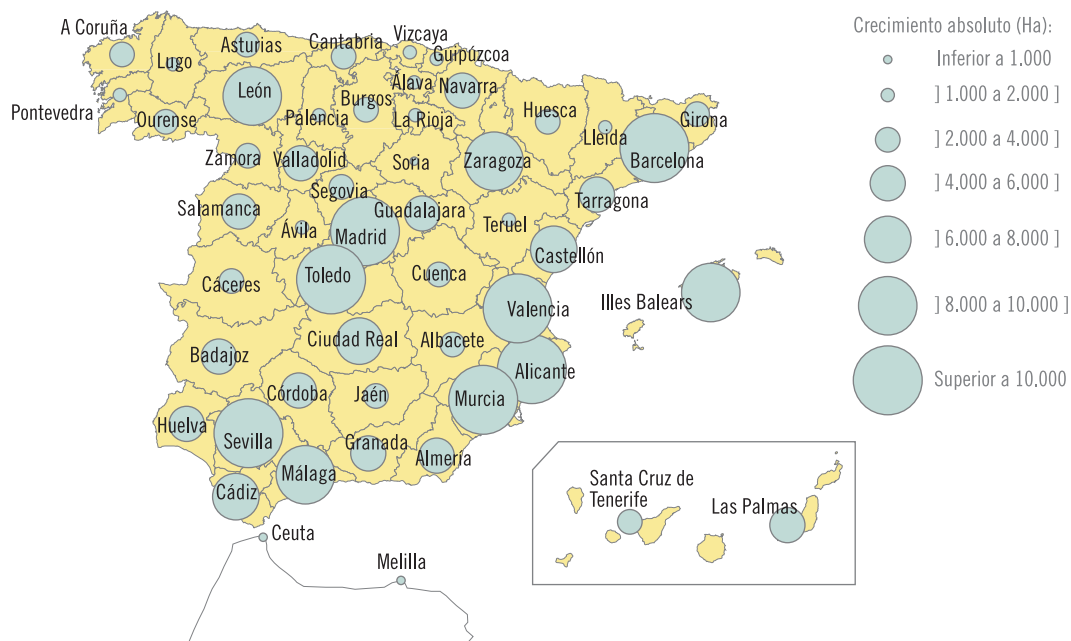 A Coruña
Lugo
Asturias
Cantabria
Vizcaya
Guipúzcoa
Pontevedra
Ourense
León
Palencia
Burgos
Álava
La Rioja
Navarra
Huesca
Lleida
Girona
Barcelona
Zamora
Valladolid
Soria
Zaragoza
Segovia
Tarragona
Salamanca
Ávila
Madrid
Guadalajara
Teruel
Castellón
Cáceres
Toledo
Cuenca
Valencia
Illes Balears
Badajoz
Ciudad Real
Albacete
Alicante
Córdoba
Jaén
Murcia
Huelva
Sevilla
Granada
Almería
Cádiz
Málaga
Ceuta
Melilla
Santa Cruz de
Tenerife
Las Palmas
Crecimiento absoluto (Ha):
Inferior a 1.000
] 1.000 a 2.000 ]
] 2.000 a 4.000 ]
] 4.000 a 6.000 ]
] 6.000 a 8.000 ]
] 8.000 a 10.000 ]
Superior a 10.000